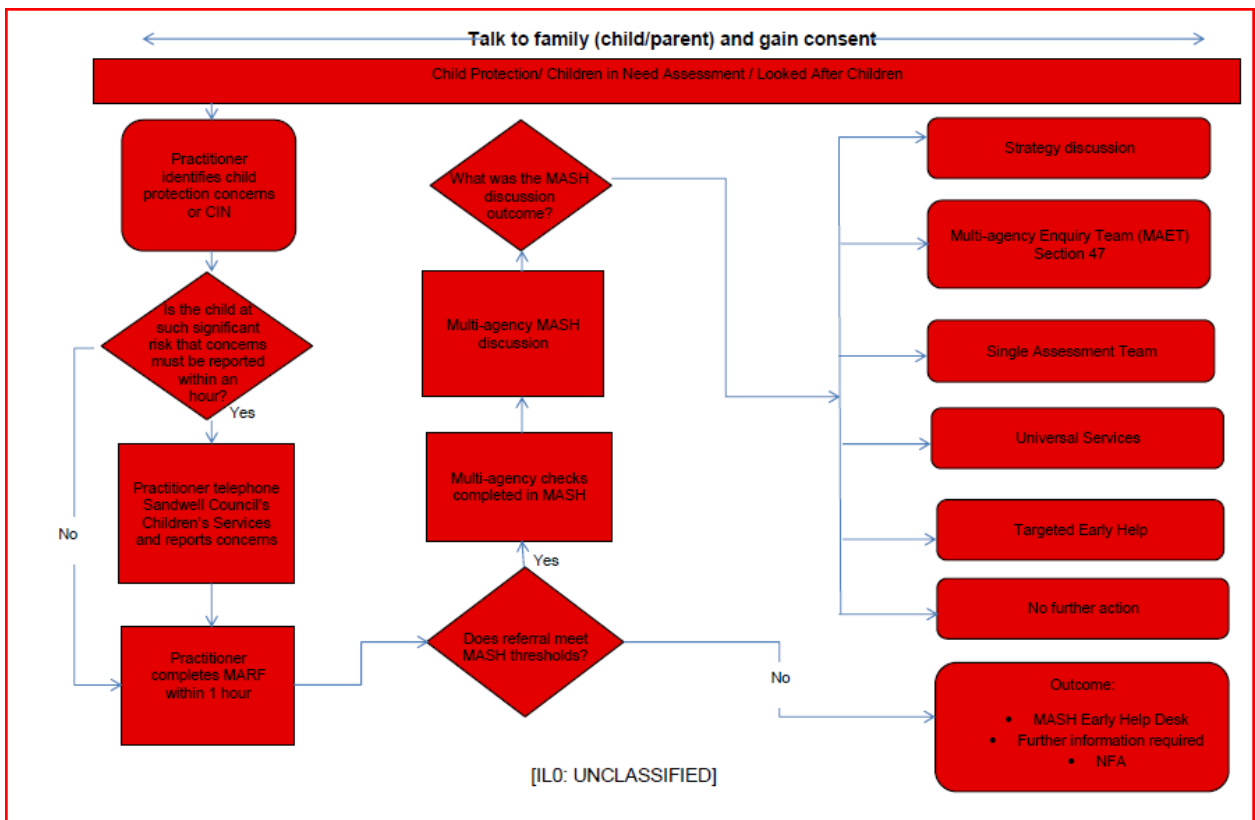 Talk to family (child/parent) and gain consent
Child Protection/ Children in Need Assessment / Looked After Children
Practitioner
identifies child
protection concerns
or CIN
Is the child at
such significant
risk that concerns
must be reported
within an
hour?
Yes
No
Practitioner telephone
Sandwell Council's
Children's Services
and reports concerns
Practitioner
completes MARF
within 1 hour
What was the MASH
discussion
outcome?
Multi-agency MASH
discussion
Multi-agency checks
completed in MASH
Yes
Does referral meet
MASH thresholds?
No
Strategy discussion
Multi-agency Enquiry Team (MAET)
Section 47
Single Assessment Team
Universal Services
Targeted Early Help
No further action
Outcome:
• MASH Early Help Desk
• Further information required
• NFA
[IL0: UNCLASSIFIED]